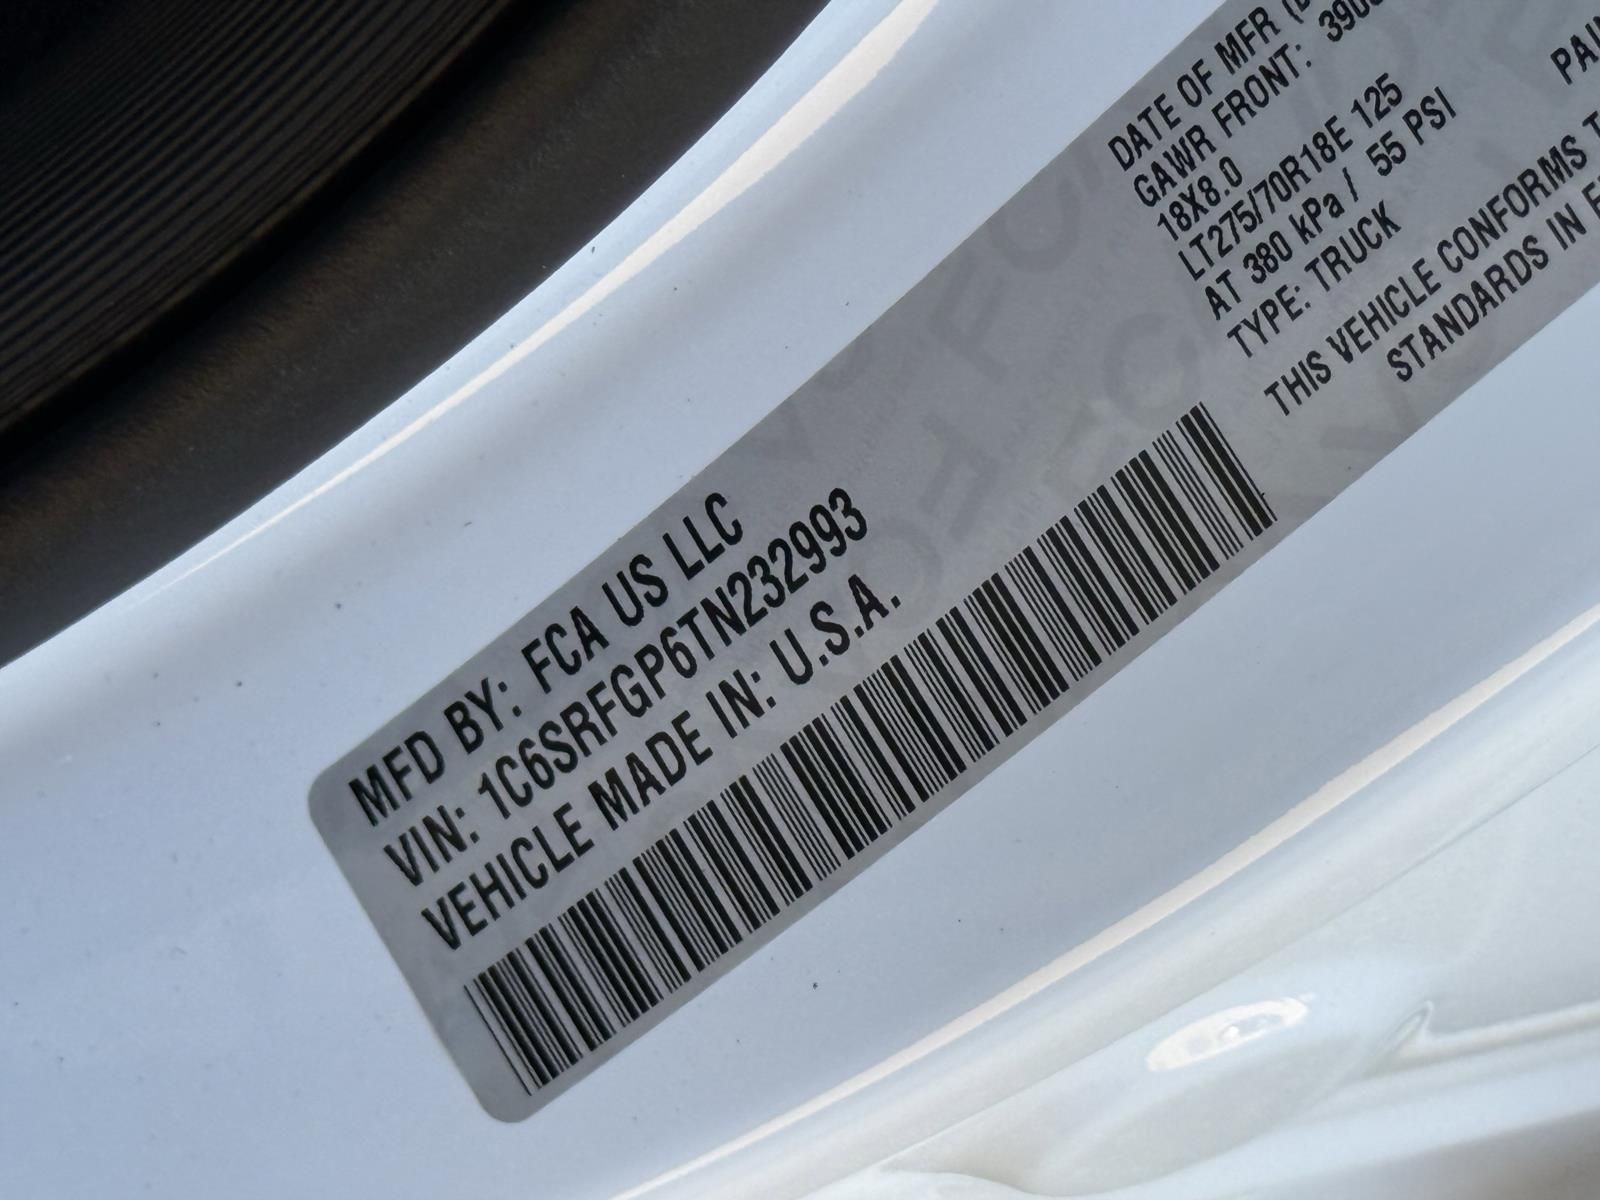 MFD BY: FCA US LLC
VIN: 1C6SRFGP6TN232993
VEHICLE MADE IN: U.S.A.
DATE OF MFR
GAWR FRONT:
18X8.0
LT275/70R18E 125
AT 380 kPa / 55 PSI
TYPE: TRUCK
THIS VEHICLE CONFORMS
STANDARDS IN